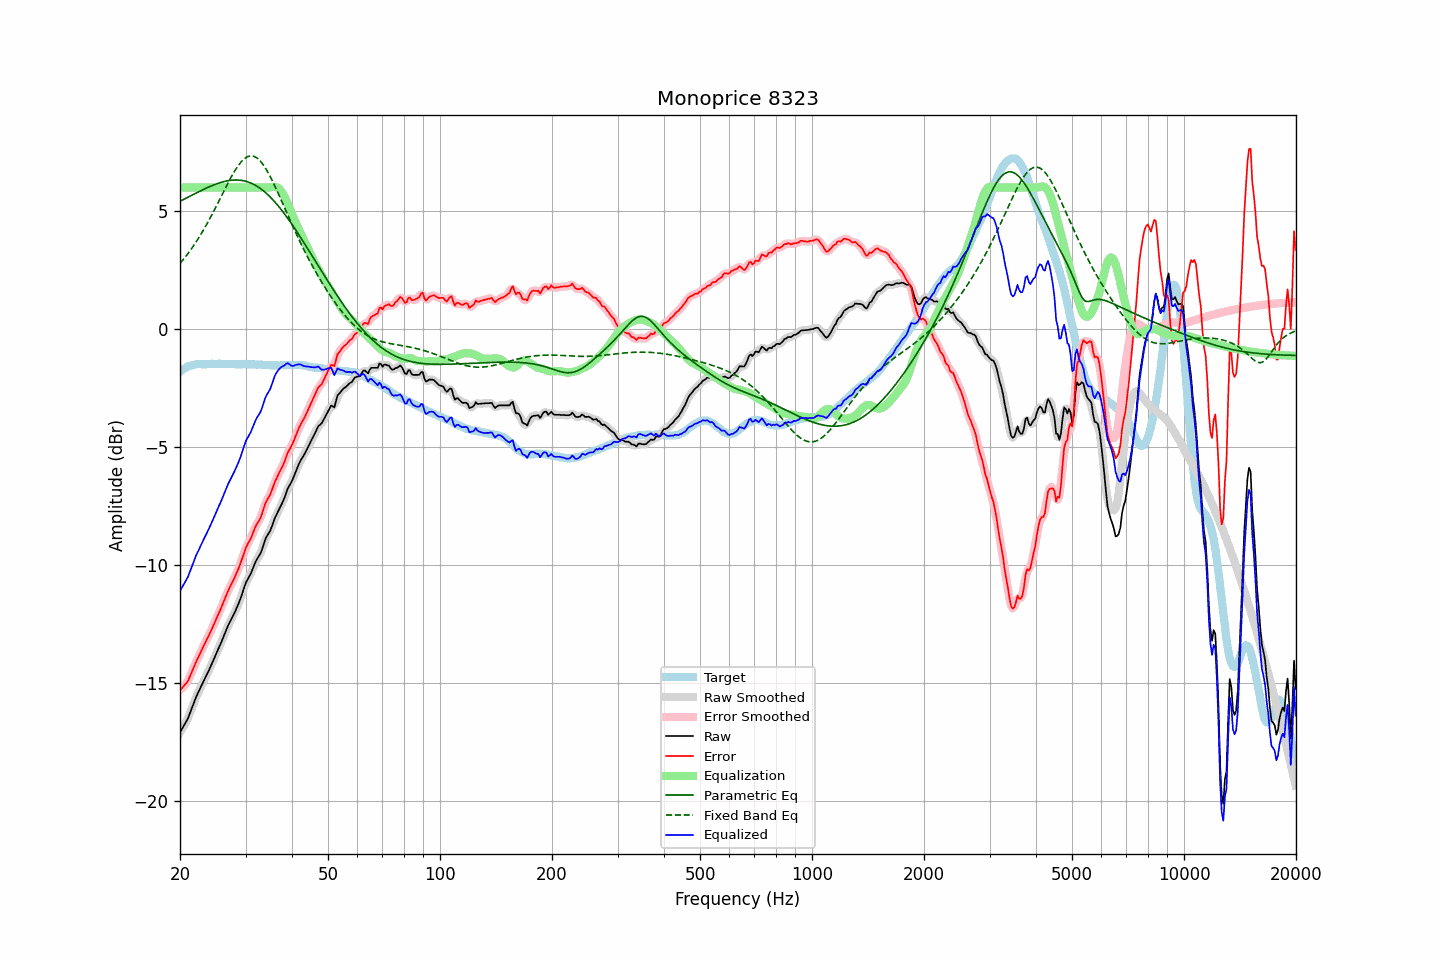 Monoprice 8323
Amplitude (dBr)
5
0
−5
−10
−15
−20
Target
Raw Smoothed
Error Smoothed
Raw
Error
Equalization
Parametric Eq
Fixed Band Eq
Equalized
20
50
100
200
500
1000
2000
5000
10000
20000
Frequency (Hz)